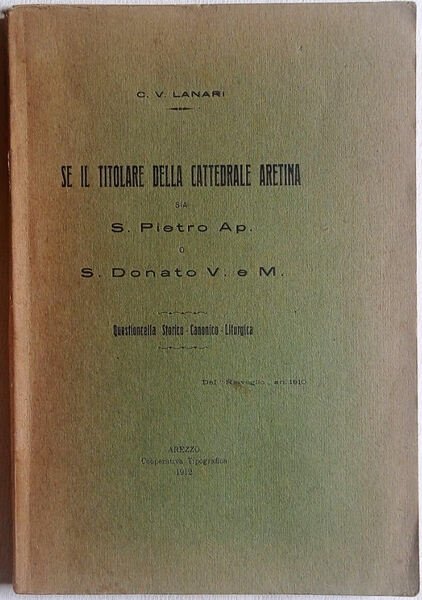 C. V. LANARI
SE IL TITOLARE DELLA CATTEDRALE ARETINA
SIA
S. Pietro Ap.
O
S. Donato V. e M.
Questioncella Storico - Canonico - Liturgica
Dal " Risveglio „ an. 1910
AREZZO
Cooperativa Tipografica
1912